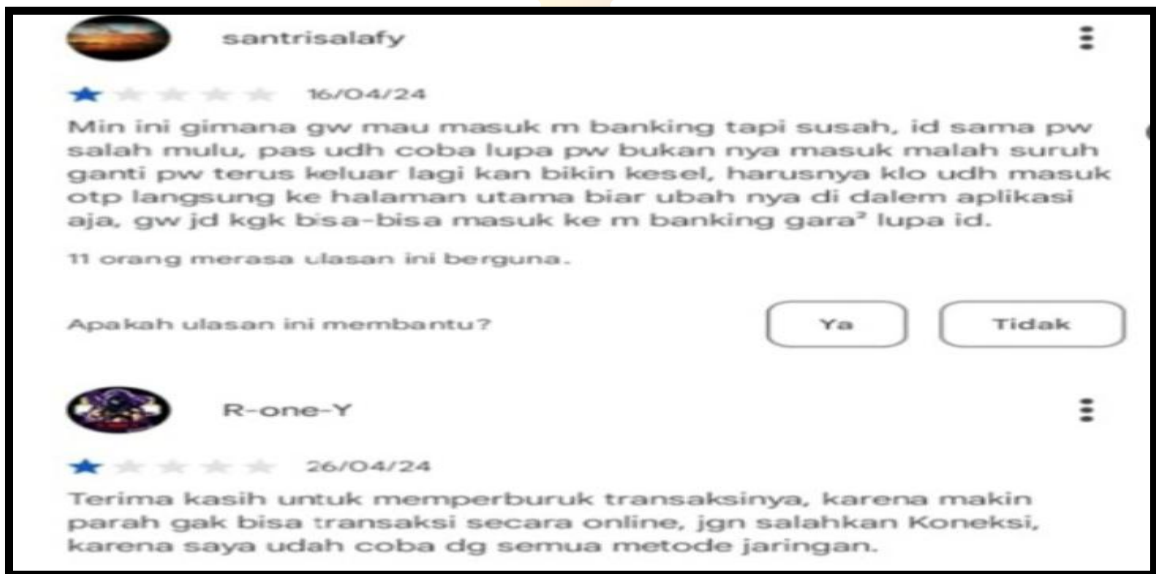 santrisalafy
16/04/24
Min ini gimana gw mau masuk m banking tapi susah, id sama pw
salah mulu, pas udh coba lupa pw bukan nya masuk malah suruh
ganti pw terus keluar lagi kan bikin kesel, harusnya klo udh masuk
otp langsung ke halaman utama biar ubah nya di dalem aplikasi
aja, gw jd kgk bisa-bisa masuk ke m banking gara² lupa id.
11 orang merasa ulasan ini berguna.
Apakah ulasan ini membantu? Ya Tidak
R-one-Y
26/04/24
Terima kasih untuk memperburuk transaksinya, karena makin
parah gak bisa transaksi secara online, jgn salahkan Koneksi,
karena saya udah coba dg semua metode jaringan.